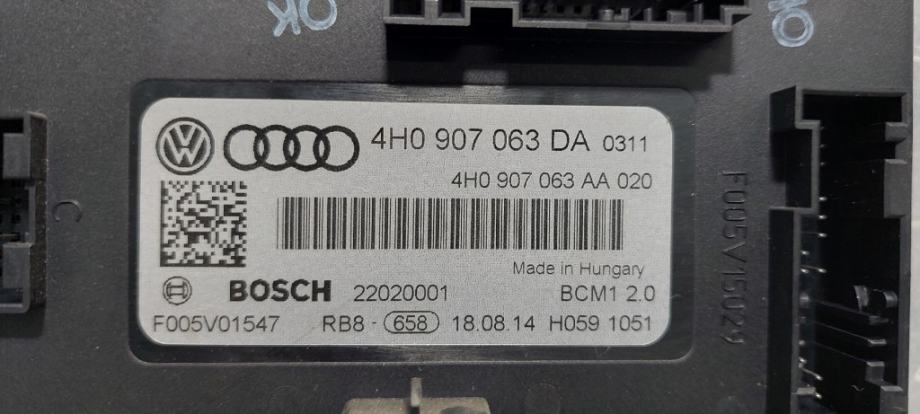 OK
OK
4H0 907 063 DA 0311
4H0 907 063 AA 020
Made in Hungary
BOSCH 22020001 BCM1 2.0
F005V01547 RB8 - 658 18.08.14 H059 1051
C
F005V15029